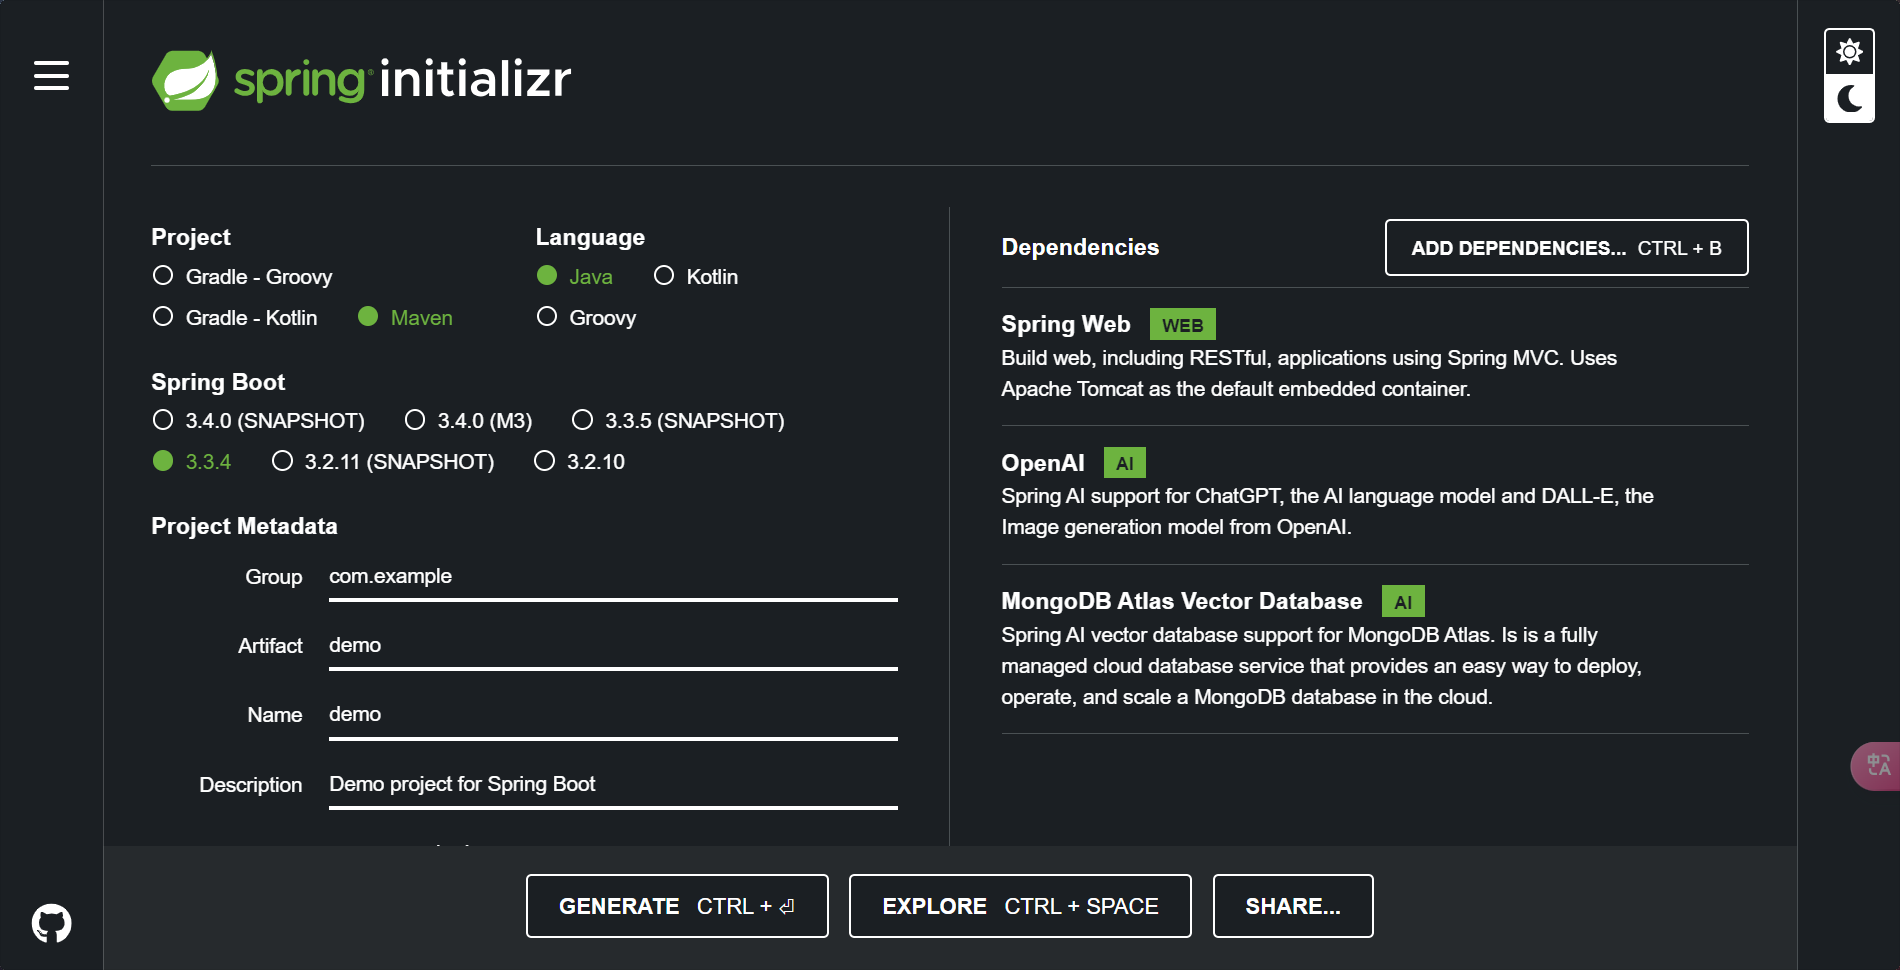 spring initializr
Project
Gradle - Groovy
Gradle - Kotlin Maven
Language
Java Kotlin
Groovy
Spring Boot
3.4.0 (SNAPSHOT) 3.4.0 (M3) 3.3.5 (SNAPSHOT)
3.3.4 3.2.11 (SNAPSHOT) 3.2.10
Project Metadata
Group com.example
Artifact demo
Name demo
Description Demo project for Spring Boot
Dependencies
ADD DEPENDENCIES... CTRL + B
Spring Web WEB
Build web, including RESTful, applications using Spring MVC. Uses
Apache Tomcat as the default embedded container.
OpenAI AI
Spring AI support for ChatGPT, the AI language model and DALL-E, the
Image generation model from OpenAI.
MongoDB Atlas Vector Database AI
Spring AI vector database support for MongoDB Atlas. Is is a fully
managed cloud database service that provides an easy way to deploy,
operate, and scale a MongoDB database in the cloud.
中A
GENERATE CTRL + ⏎
EXPLORE CTRL + SPACE
SHARE...